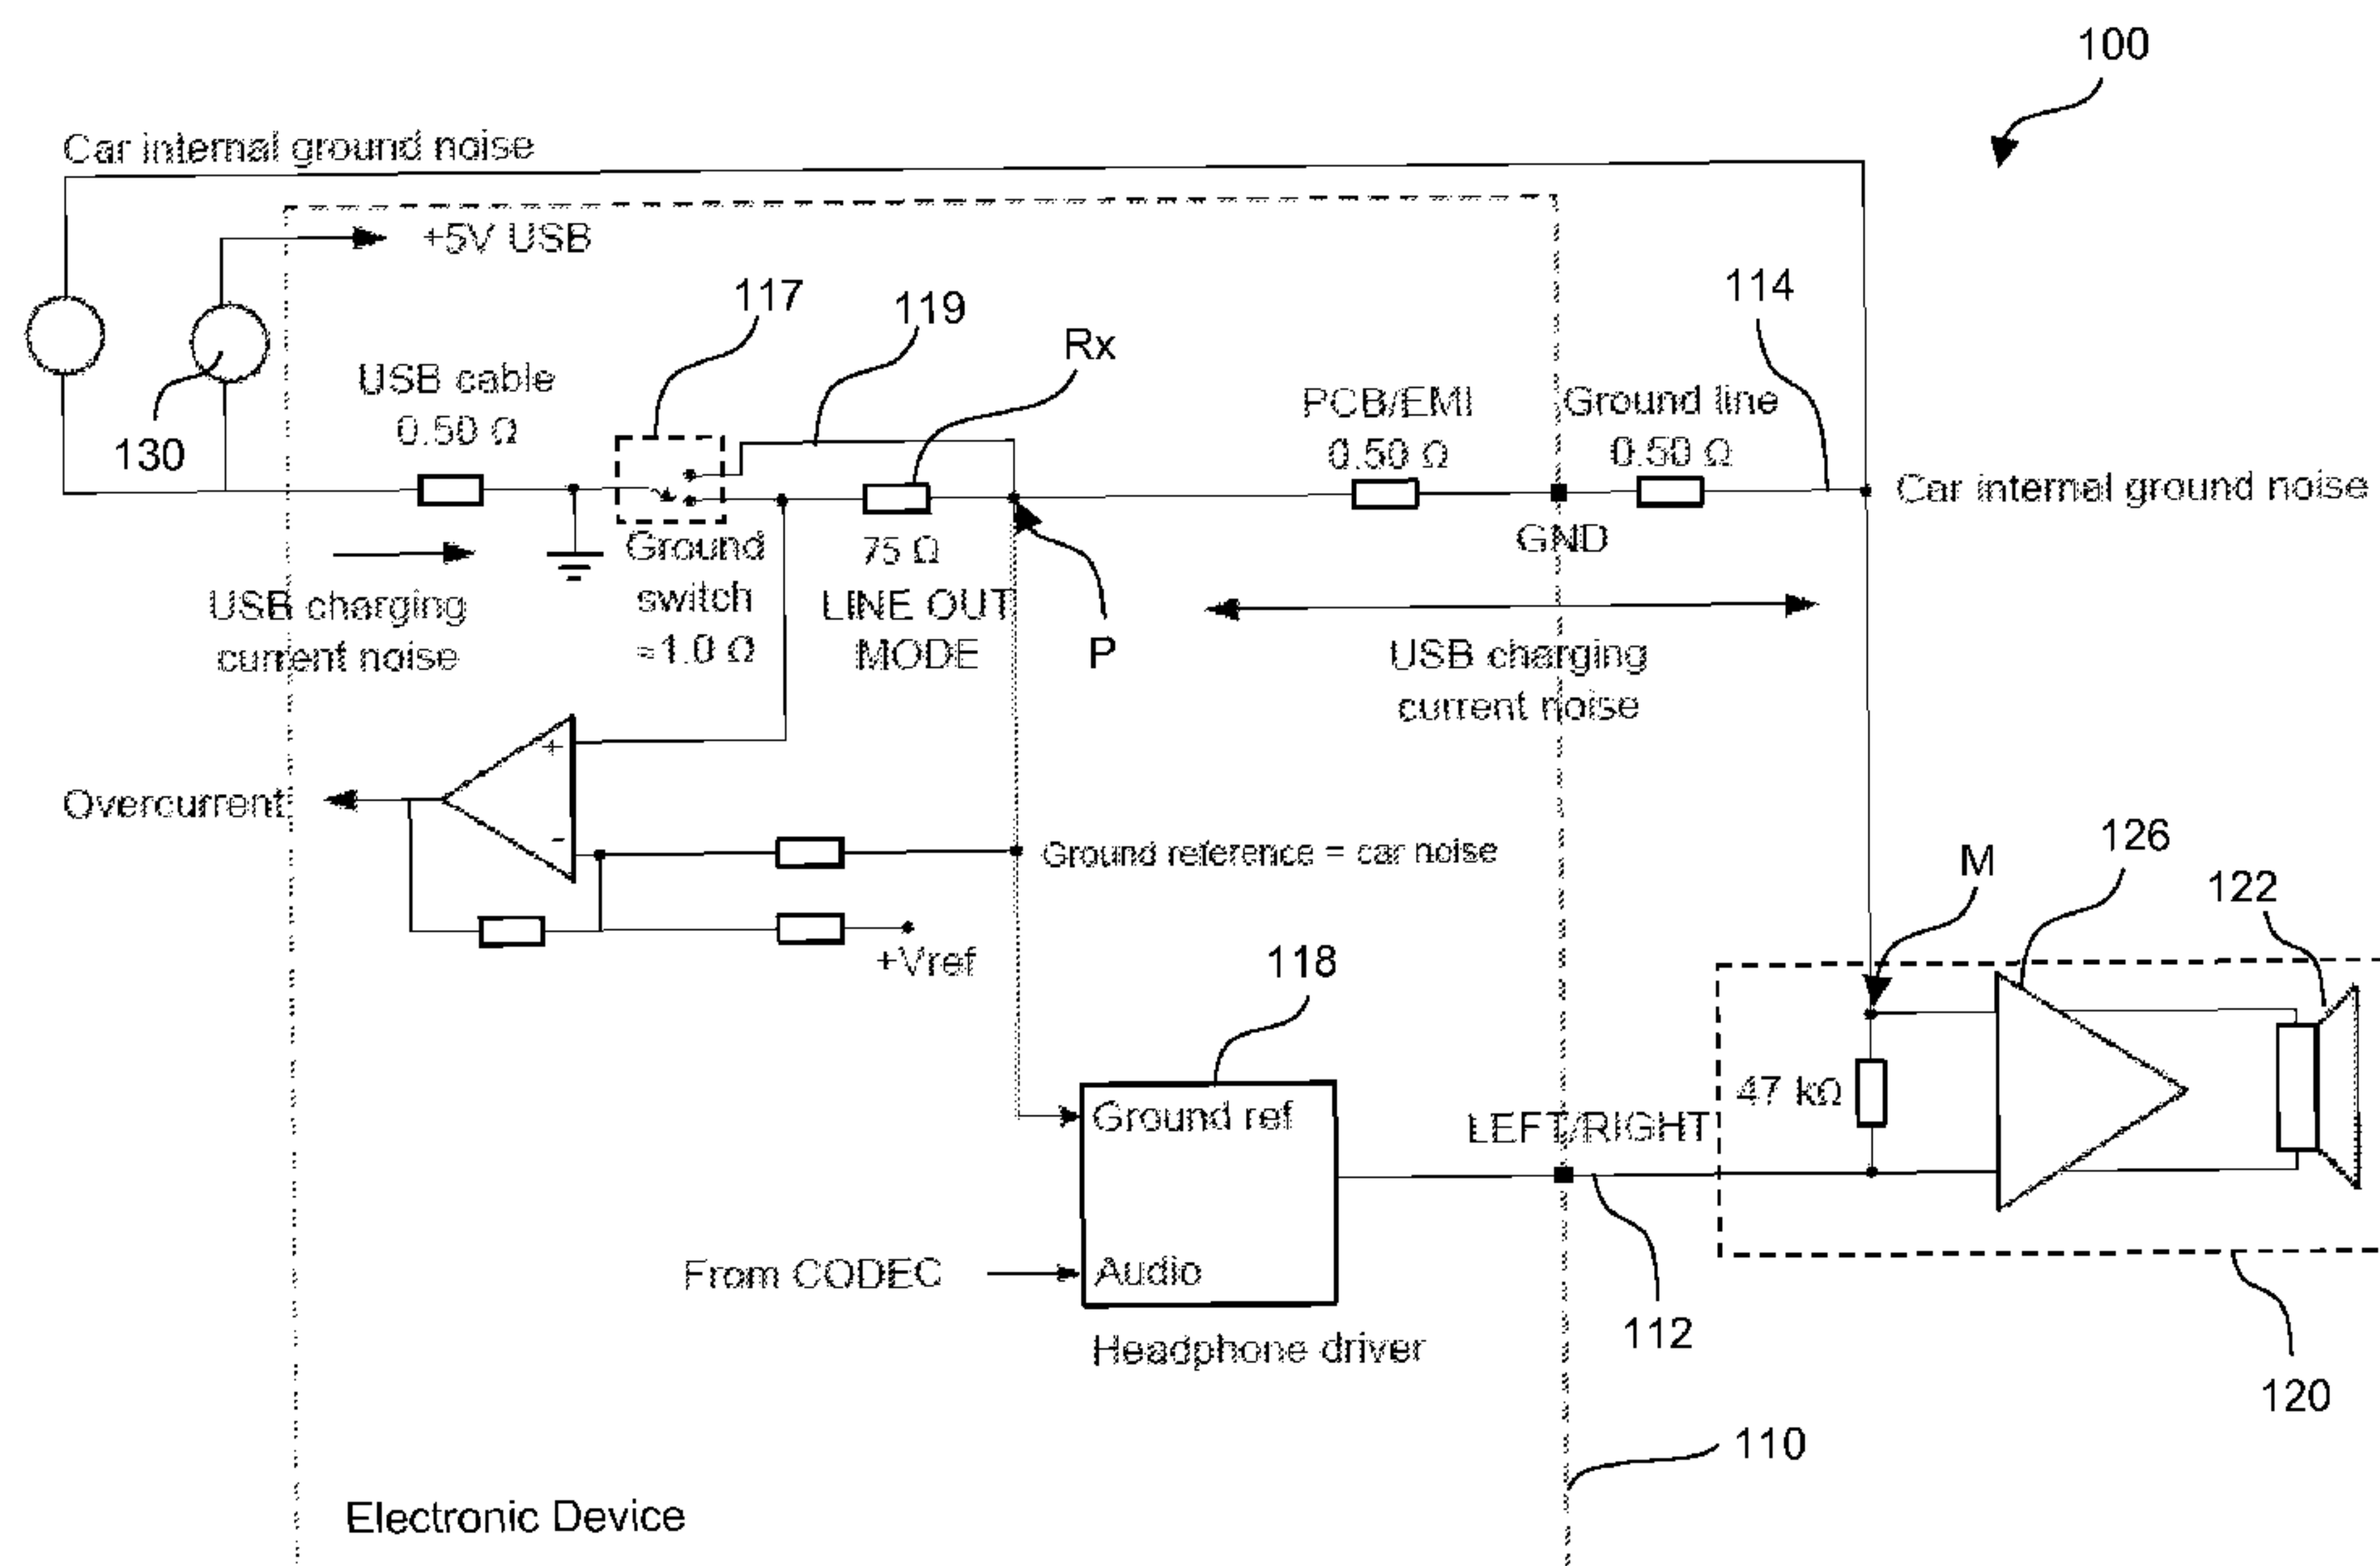 100
Car internal ground noise
+5V USB
117
119
Rx
114
USB cable
0.50 Ω
130
PCB/EMI
0.50 Ω
Ground line
0.50 Ω
Car internal ground noise
GND
Ground
switch
≈1.0 Ω
75 Ω
LINE OUT
MODE
P
USB charging
current noise
USB charging
current noise
+
Overcurrent
-
Ground reference = car noise
+Vref
M
126
122
118
47 kΩ
Ground ref
LEFT/RIGHT
From CODEC
Audio
112
Headphone driver
120
110
Electronic Device